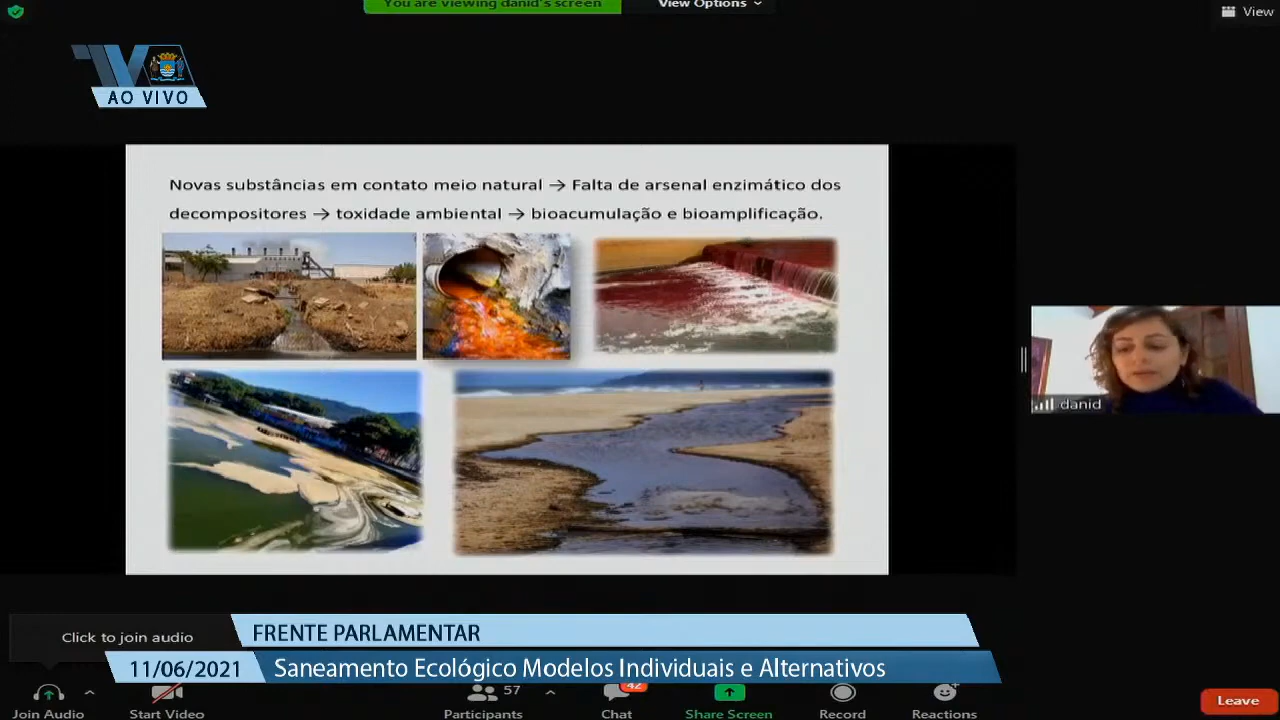 You are viewing danid's screen
View Options
View
TV
AO VIVO
Novas substâncias em contato meio natural → Falta de arsenal enzimático dos
decompositores → toxidade ambiental → bioacumulação e bioamplificação.
danid
Click to join audio
FRENTE PARLAMENTAR
11/06/2021
Saneamento Ecológico Modelos Individuais e Alternativos
57
42
Join Audio
Start Video
Participants
Chat
Share Screen
Record
Reactions
Leave